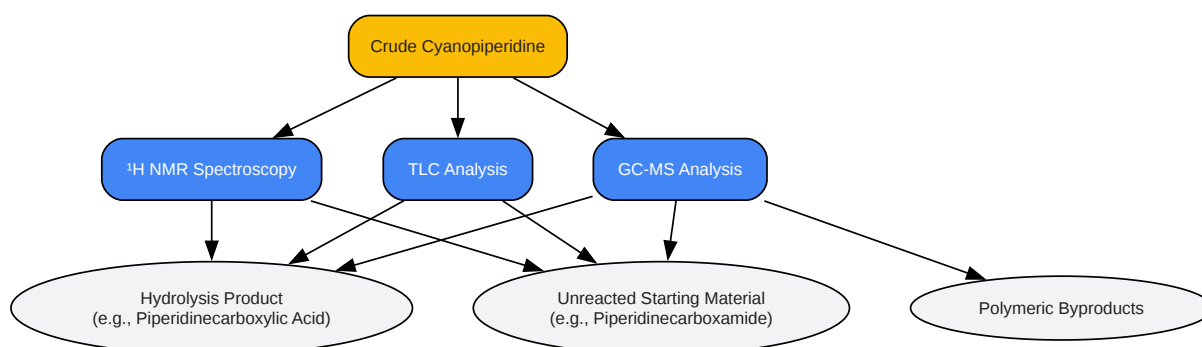 Crude Cyanopiperidine
¹H NMR Spectroscopy
TLC Analysis
GC-MS Analysis
Hydrolysis Product
(e.g., Piperidinecarboxylic Acid)
Unreacted Starting Material
(e.g., Piperidinecarboxamide)
Polymeric Byproducts